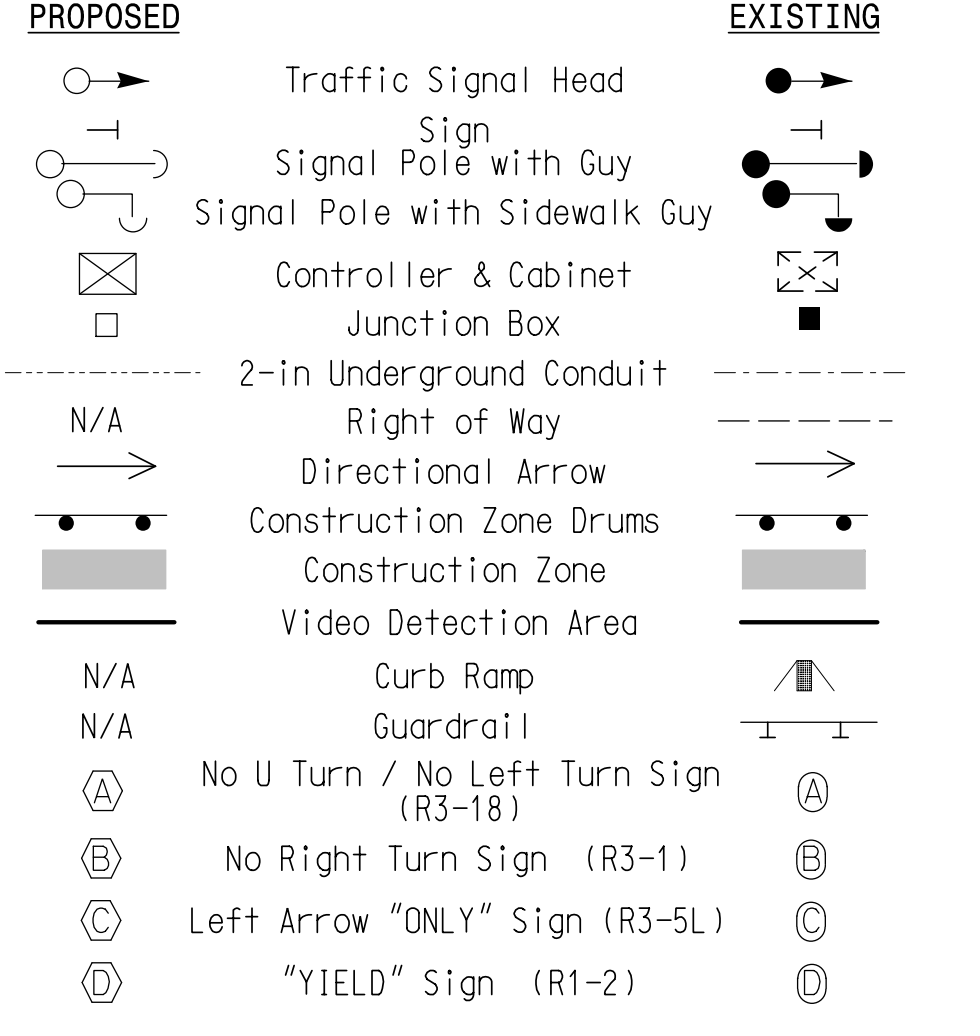 PROPOSED EXISTING
Traffic Signal Head
Sign
Signal Pole with Guy
Signal Pole with Sidewalk Guy
Controller & Cabinet
Junction Box
2-in Underground Conduit
N/A Right of Way
Directional Arrow
Construction Zone Drums
Construction Zone
Video Detection Area
N/A Curb Ramp
N/A Guardrail
A No U Turn / No Left Turn Sign A
(R3-18)
B No Right Turn Sign (R3-1) B
C Left Arrow "ONLY" Sign (R3-5L) C
D "YIELD" Sign (R1-2) D